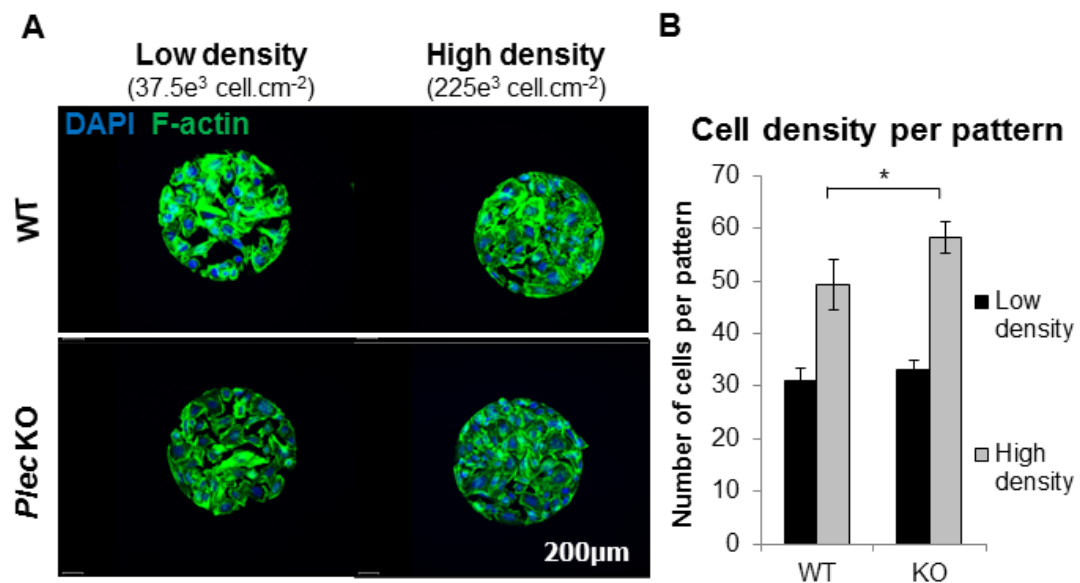 A
Low density
(37.5e³ cell.cm⁻²)
High density
(225e³ cell.cm⁻²)
DAPI F-actin
WT
Plec KO
200µm
B
Cell density per pattern
*
Number of cells per pattern
70
60
50
40
30
20
10
0
WT
KO
Low
density
High
density